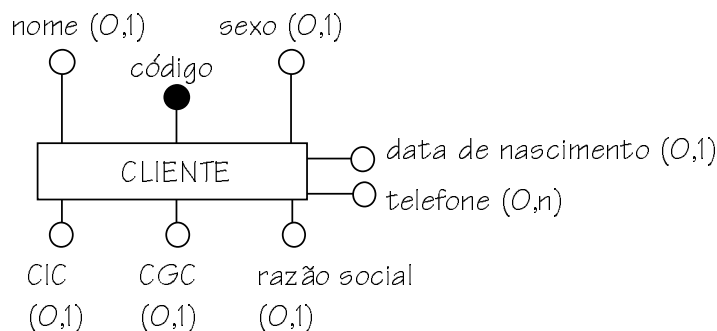 nome (0,1) sexo (0,1)
código
CLIENTE
data de nascimento (0,1)
telefone (0,n)
CIC CGC razão social
(0,1) (0,1) (0,1)